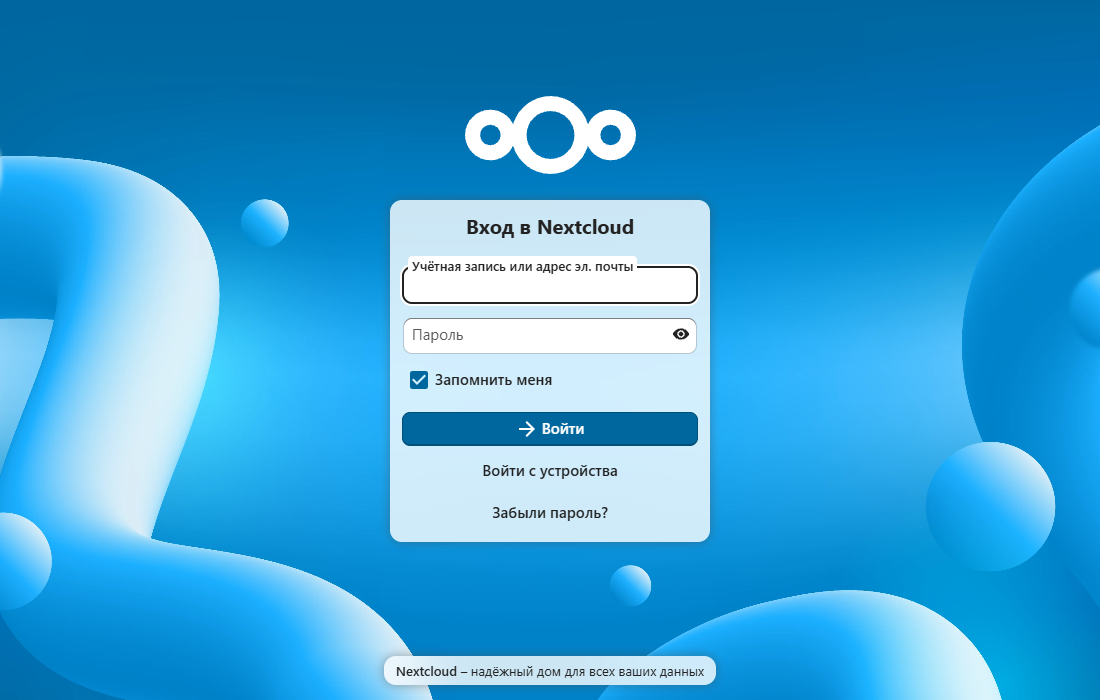 Вход в Nextcloud
Учётная запись или адрес эл. почты
Пароль
Запомнить меня
Войти
Войти с устройства
Забыли пароль?
Nextcloud – надёжный дом для всех ваших данных